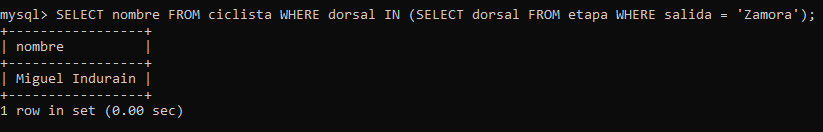 mysql> SELECT nombre FROM ciclista WHERE dorsal IN (SELECT dorsal FROM etapa WHERE salida = 'Zamora');
+-----------------+
| nombre          |
+-----------------+
| Miguel Indurain |
+-----------------+
1 row in set (0.00 sec)